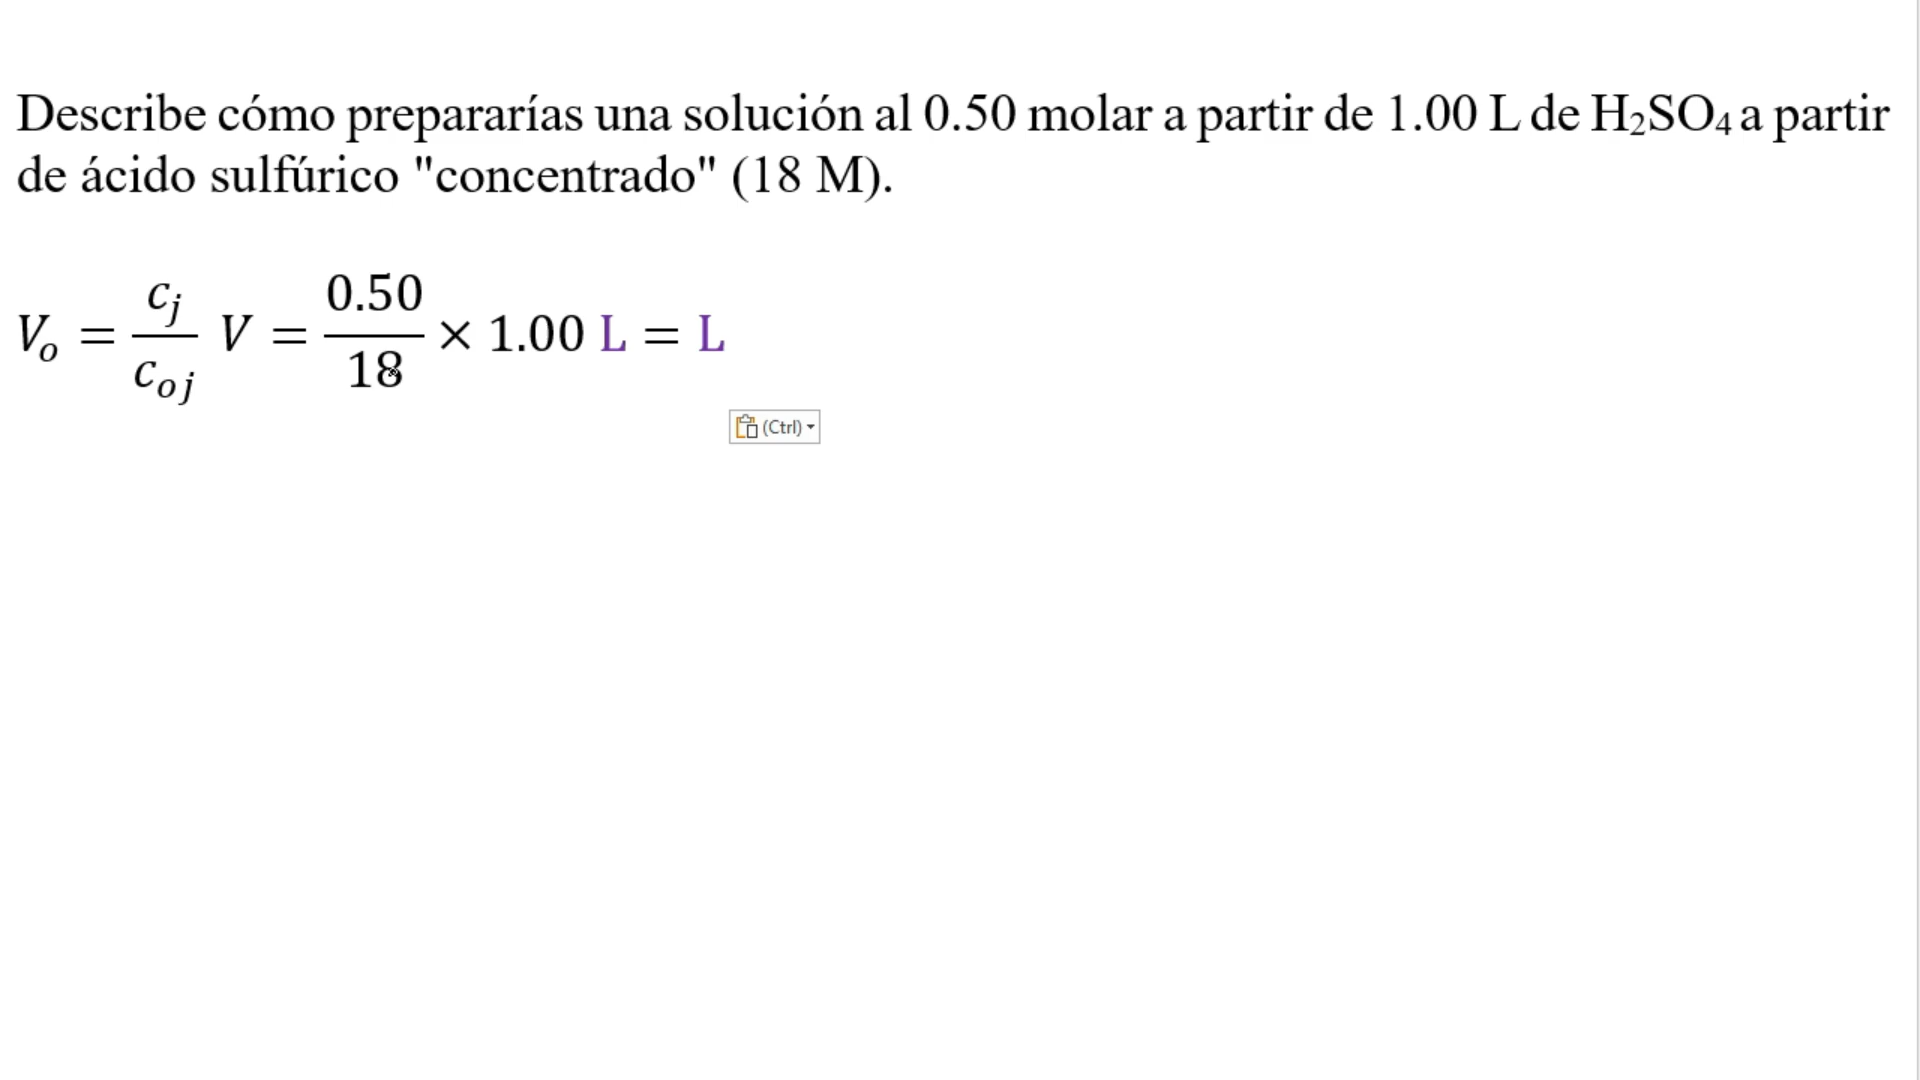 Describe cómo prepararías una solución al 0.50 molar a partir de 1.00 L de H₂SO₄ a partir
de ácido sulfúrico "concentrado" (18 M).
Vₒ = cⱼ/cₒⱼ V = 0.50/18 × 1.00 L = L
(Ctrl)